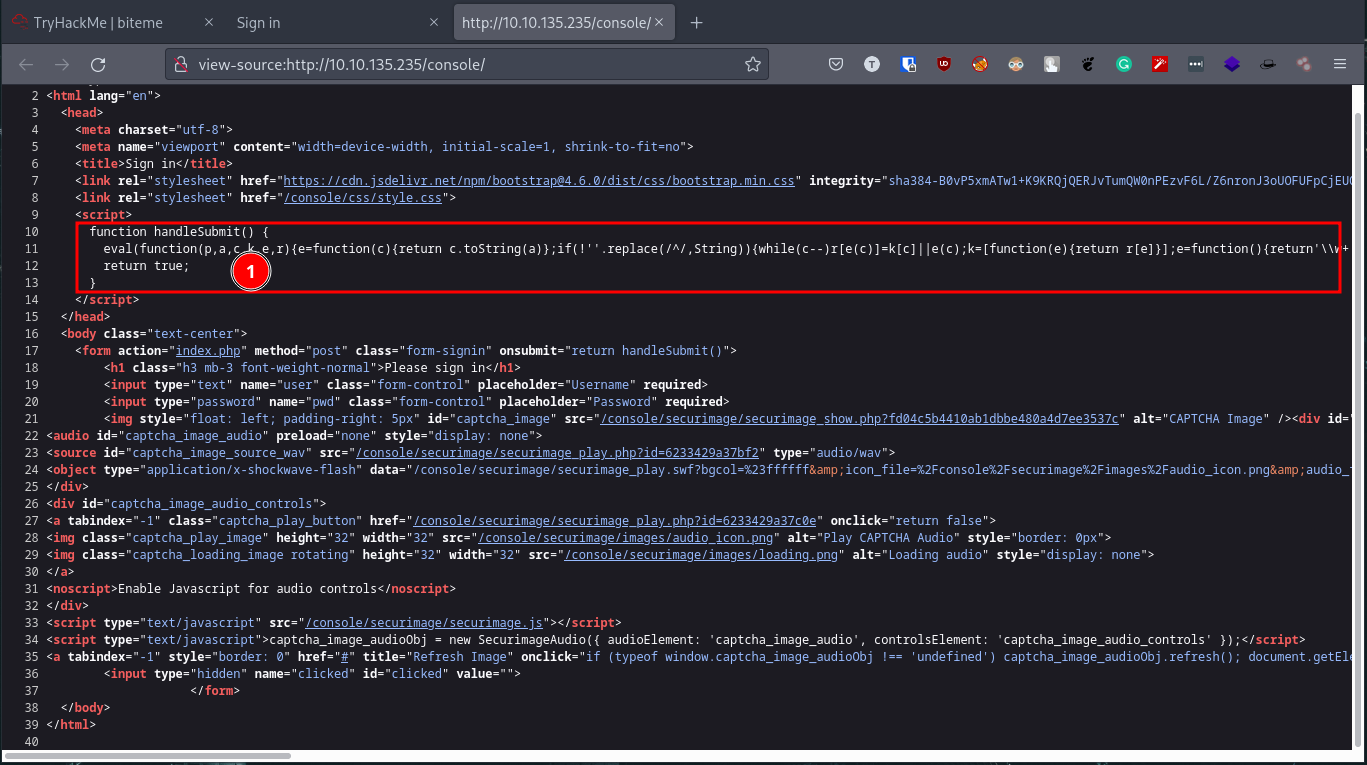 TryHackMe | biteme
Sign in
http://10.10.135.235/console/
view-source:http://10.10.135.235/console/
2 <html lang="en">
3 <head>
4 <meta charset="utf-8">
5 <meta name="viewport" content="width=device-width, initial-scale=1, shrink-to-fit=no">
6 <title>Sign in</title>
7 <link rel="stylesheet" href="https://cdn.jsdelivr.net/npm/bootstrap@4.6.0/dist/css/bootstrap.min.css" integrity="sha384-B0vP5xmATw1+K9KRQjQERJvTumQW0nPEzvF6L/Z6nronJ3oUOFUFpCjEUQ
8 <link rel="stylesheet" href="/console/css/style.css">
9 <script>
10 function handleSubmit() {
11 eval(function(p,a,c,k,e,r){e=function(c){return c.toString(a)};if(!''.replace(/^/,String)){while(c--)r[e(c)]=k[c]||e(c);k=[function(e){return r[e]}];e=function(){return'\\w+
12 return true;
13 }
1
14 </script>
15 </head>
16 <body class="text-center">
17 <form action="index.php" method="post" class="form-signin" onsubmit="return handleSubmit()">
18 <h1 class="h3 mb-3 font-weight-normal">Please sign in</h1>
19 <input type="text" name="user" class="form-control" placeholder="Username" required>
20 <input type="password" name="pwd" class="form-control" placeholder="Password" required>
21 <img style="float: left; padding-right: 5px" id="captcha_image" src="/console/securimage/securimage_show.php?fd04c5b4410ab1dbbe480a4d7ee3537c" alt="CAPTCHA Image" /><div id="
22 <audio id="captcha_image_audio" preload="none" style="display: none">
23 <source id="captcha_image_source_wav" src="/console/securimage/securimage_play.php?id=6233429a37bf2" type="audio/wav">
24 <object type="application/x-shockwave-flash" data="/console/securimage/securimage_play.swf?bgcol=%23ffffff&amp;icon_file=%2Fconsole%2Fsecurimage%2Fimages%2Faudio_icon.png&amp;audio_
25 </div>
26 <div id="captcha_image_audio_controls">
27 <a tabindex="-1" class="captcha_play_button" href="/console/securimage/securimage_play.php?id=6233429a37c0e" onclick="return false">
28 <img class="captcha_play_image" height="32" width="32" src="/console/securimage/images/audio_icon.png" alt="Play CAPTCHA Audio" style="border: 0px">
29 <img class="captcha_loading_image rotating" height="32" width="32" src="/console/securimage/images/loading.png" alt="Loading audio" style="display: none">
30 </a>
31 <noscript>Enable Javascript for audio controls</noscript>
32 </div>
33 <script type="text/javascript" src="/console/securimage/securimage.js"></script>
34 <script type="text/javascript">captcha_image_audioObj = new SecurimageAudio({ audioElement: 'captcha_image_audio', controlsElement: 'captcha_image_audio_controls' });</script>
35 <a tabindex="-1" style="border: 0" href="#" title="Refresh Image" onclick="if (typeof window.captcha_image_audioObj !== 'undefined') captcha_image_audioObj.refresh(); document.getEle
36 <input type="hidden" name="clicked" id="clicked" value="">
37 </form>
38 </body>
39 </html>
40